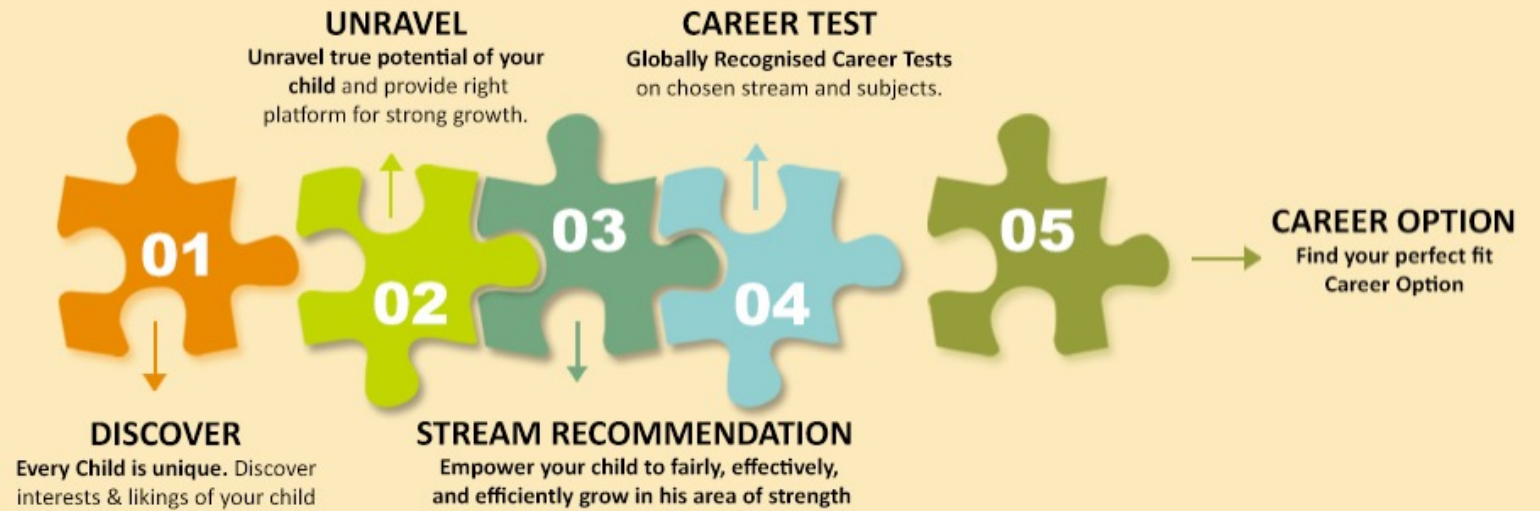 UNRAVEL
Unravel true potential of your
child and provide right
platform for strong growth.
CAREER TEST
Globally Recognised Career Tests
on chosen stream and subjects.
01
02
03
04
05
CAREER OPTION
Find your perfect fit
Career Option
DISCOVER
Every Child is unique. Discover
interests & likings of your child
STREAM RECOMMENDATION
Empower your child to fairly, effectively,
and efficiently grow in his area of strength